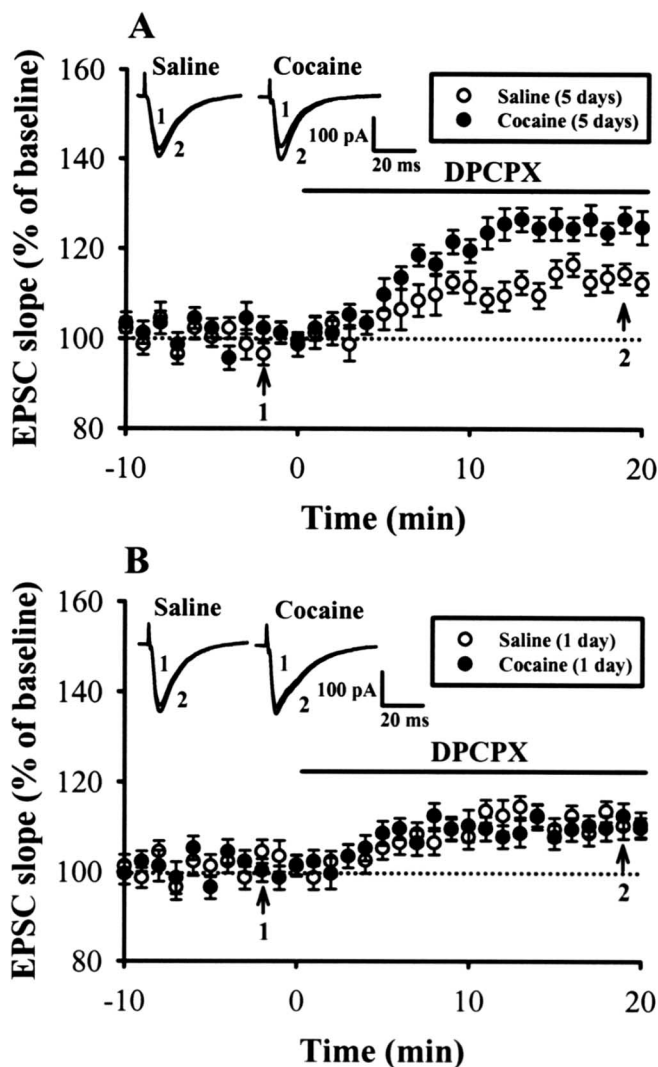 A
160
Saline
Cocaine
1
2
1
2
100 pA
20 ms
Saline (5 days)
Cocaine (5 days)
140
DPCPX
120
100
80
1
2
-10
0
10
20
Time (min)
EPSC slope (% of baseline)
B
160
Saline
Cocaine
1
2
1
2
100 pA
20 ms
Saline (1 day)
Cocaine (1 day)
140
DPCPX
120
100
80
1
2
-10
0
10
20
Time (min)
EPSC slope (% of baseline)